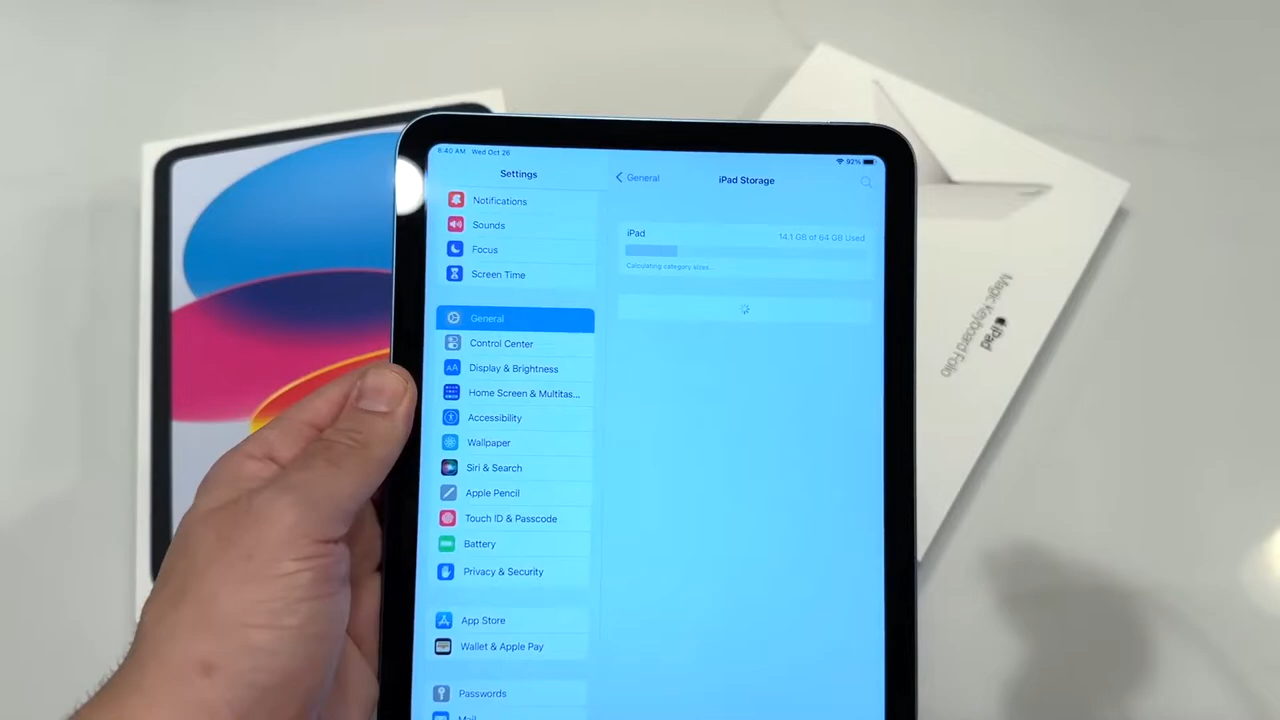 8:40 AM Wed Oct 26
92%
Settings
Notifications
Sounds
Focus
Screen Time
General
Control Center
Display & Brightness
Home Screen & Multitas...
Accessibility
Wallpaper
Siri & Search
Apple Pencil
Touch ID & Passcode
Battery
Privacy & Security
App Store
Wallet & Apple Pay
Passwords
Mail
General
iPad Storage
iPad
14.1 GB of 64 GB Used
Calculating category sizes...
iPad
Magic Keyboard Folio